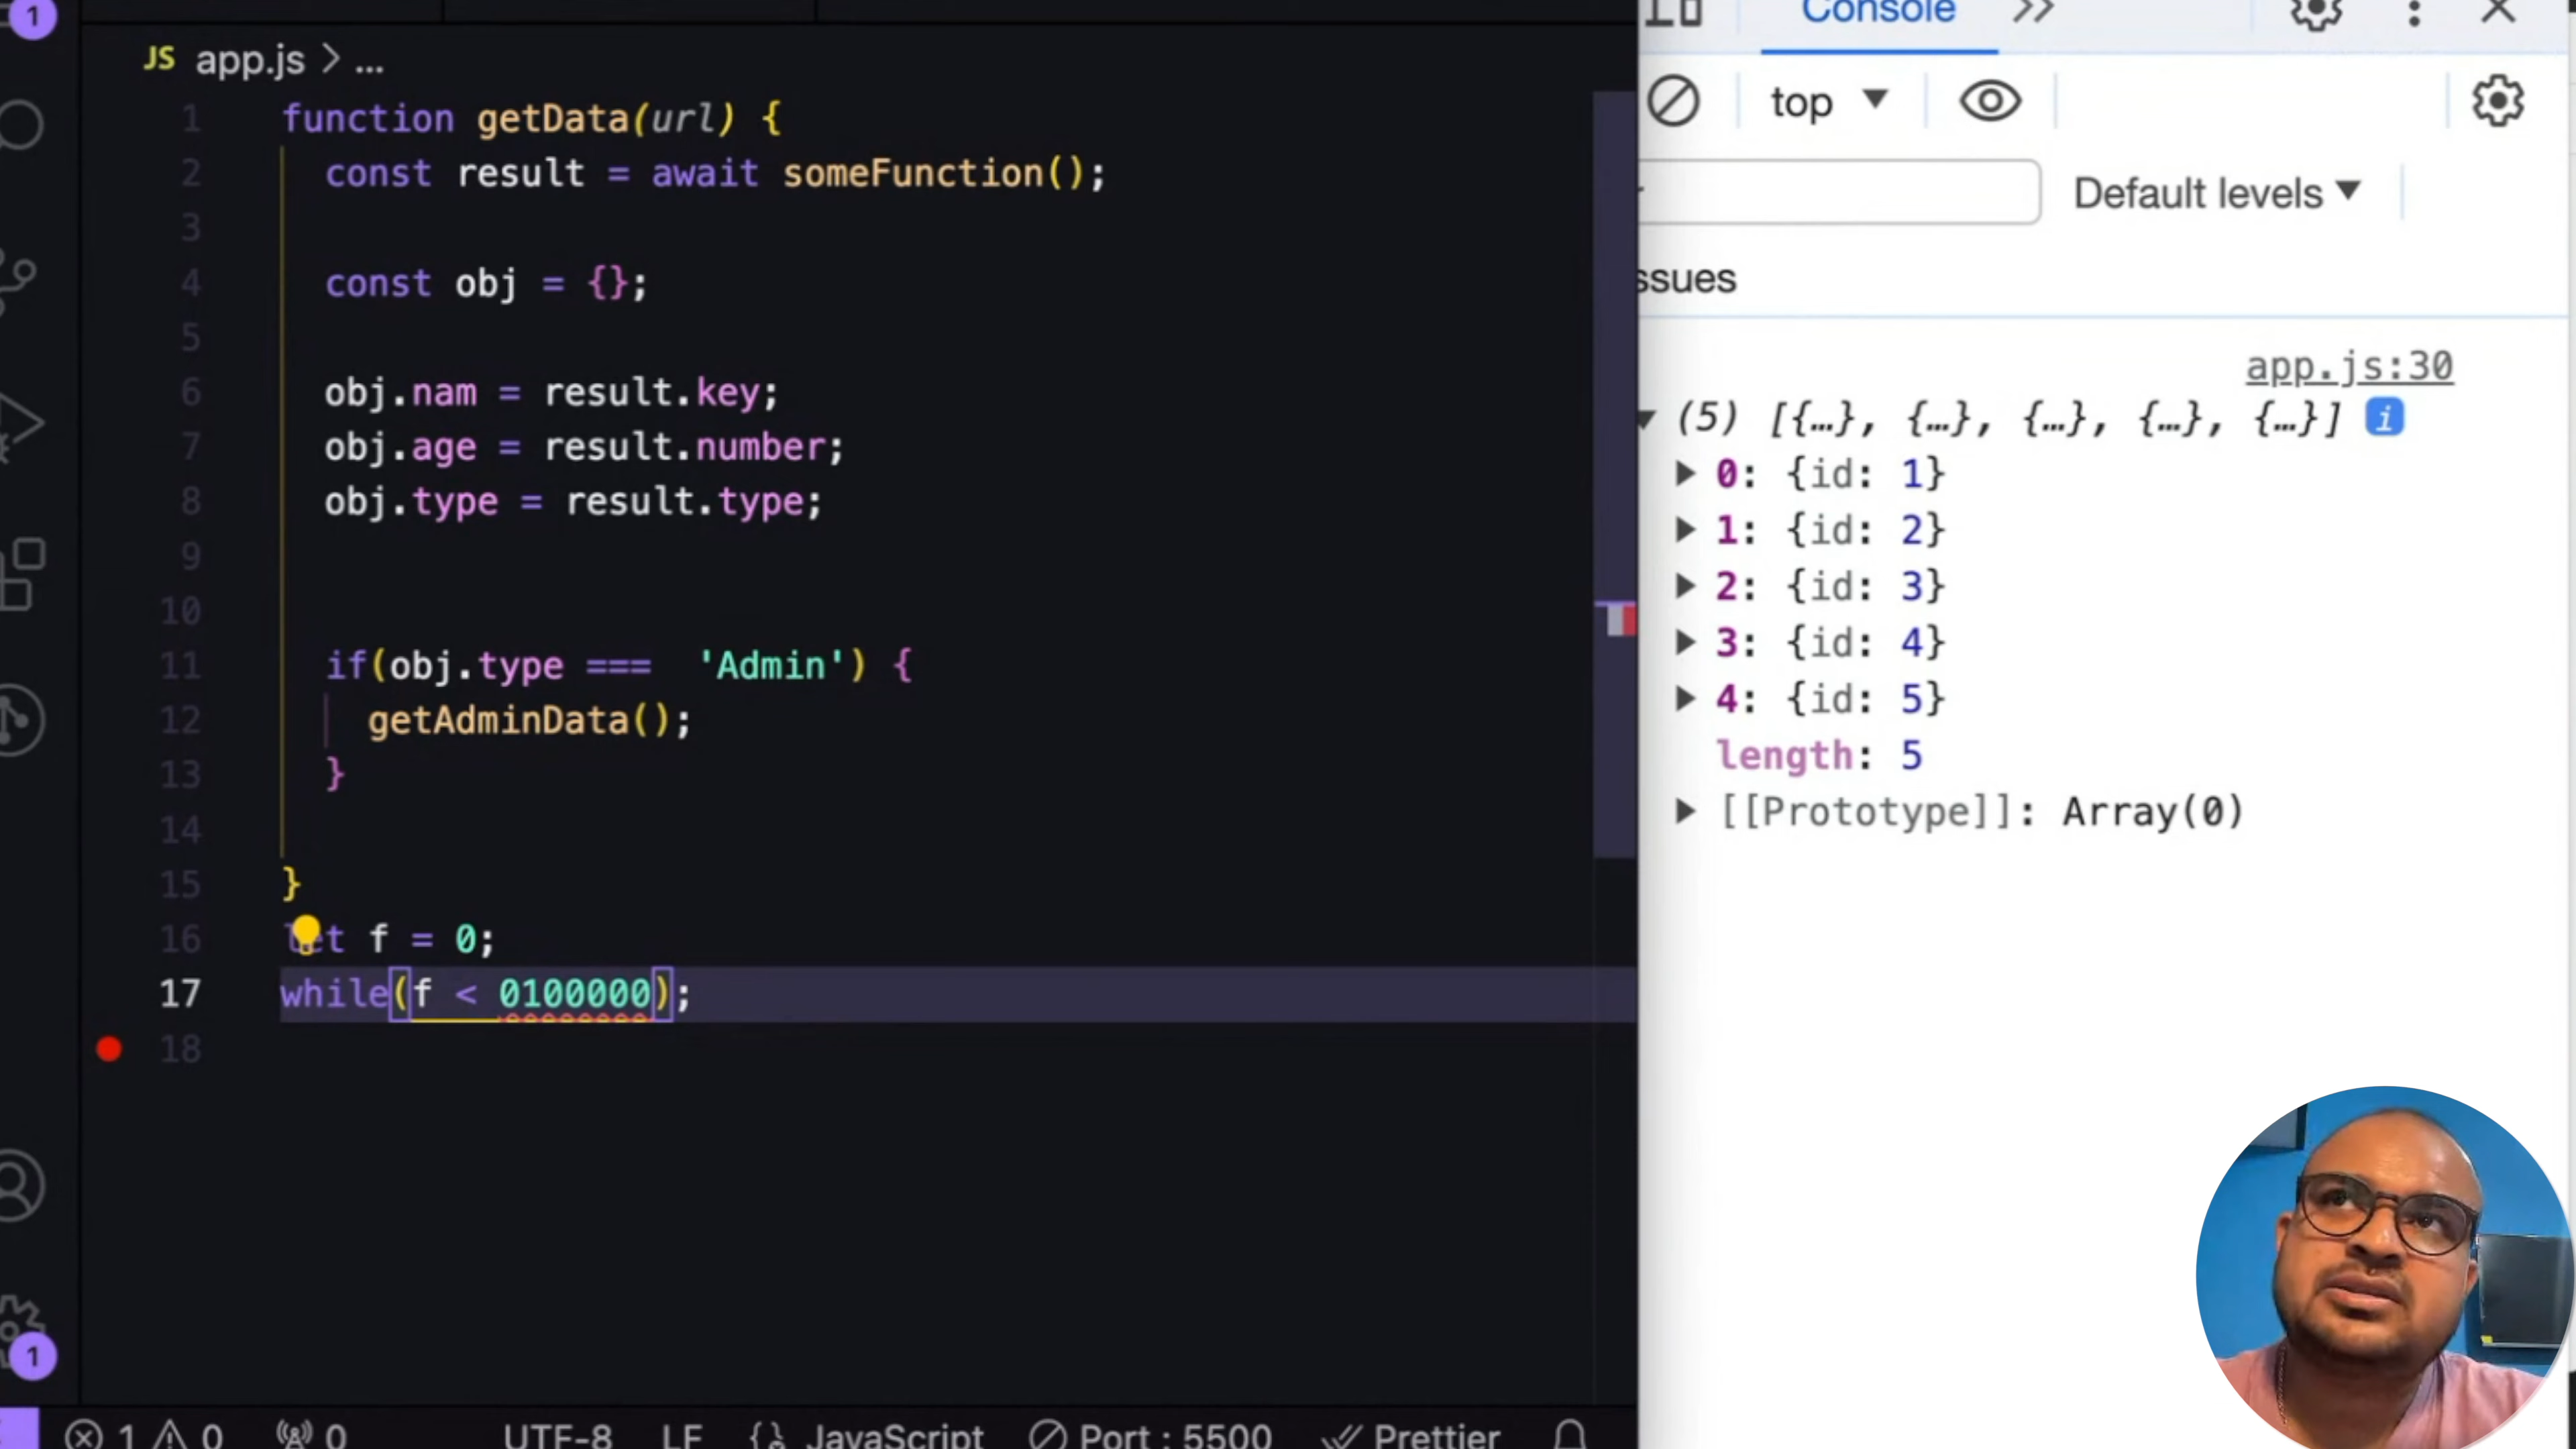 1
JS app.js > ...
1 function getData(url) {
2 const result = await someFunction();
3
4 const obj = {};
5
6 obj.nam = result.key;
7 obj.age = result.number;
8 obj.type = result.type;
9
10
11 if(obj.type === 'Admin') {
12 getAdminData();
13 }
14
15 }
16 let f = 0;
17 while(f < 0100000);
18
1
1 0 0 UTF-8 LF {} JavaScript Port : 5500 Prettier
Console
top
Default levels
ssues
app.js:30
(5) [{…}, {…}, {…}, {…}, {…}] i
0: {id: 1}
1: {id: 2}
2: {id: 3}
3: {id: 4}
4: {id: 5}
length: 5
[[Prototype]]: Array(0)